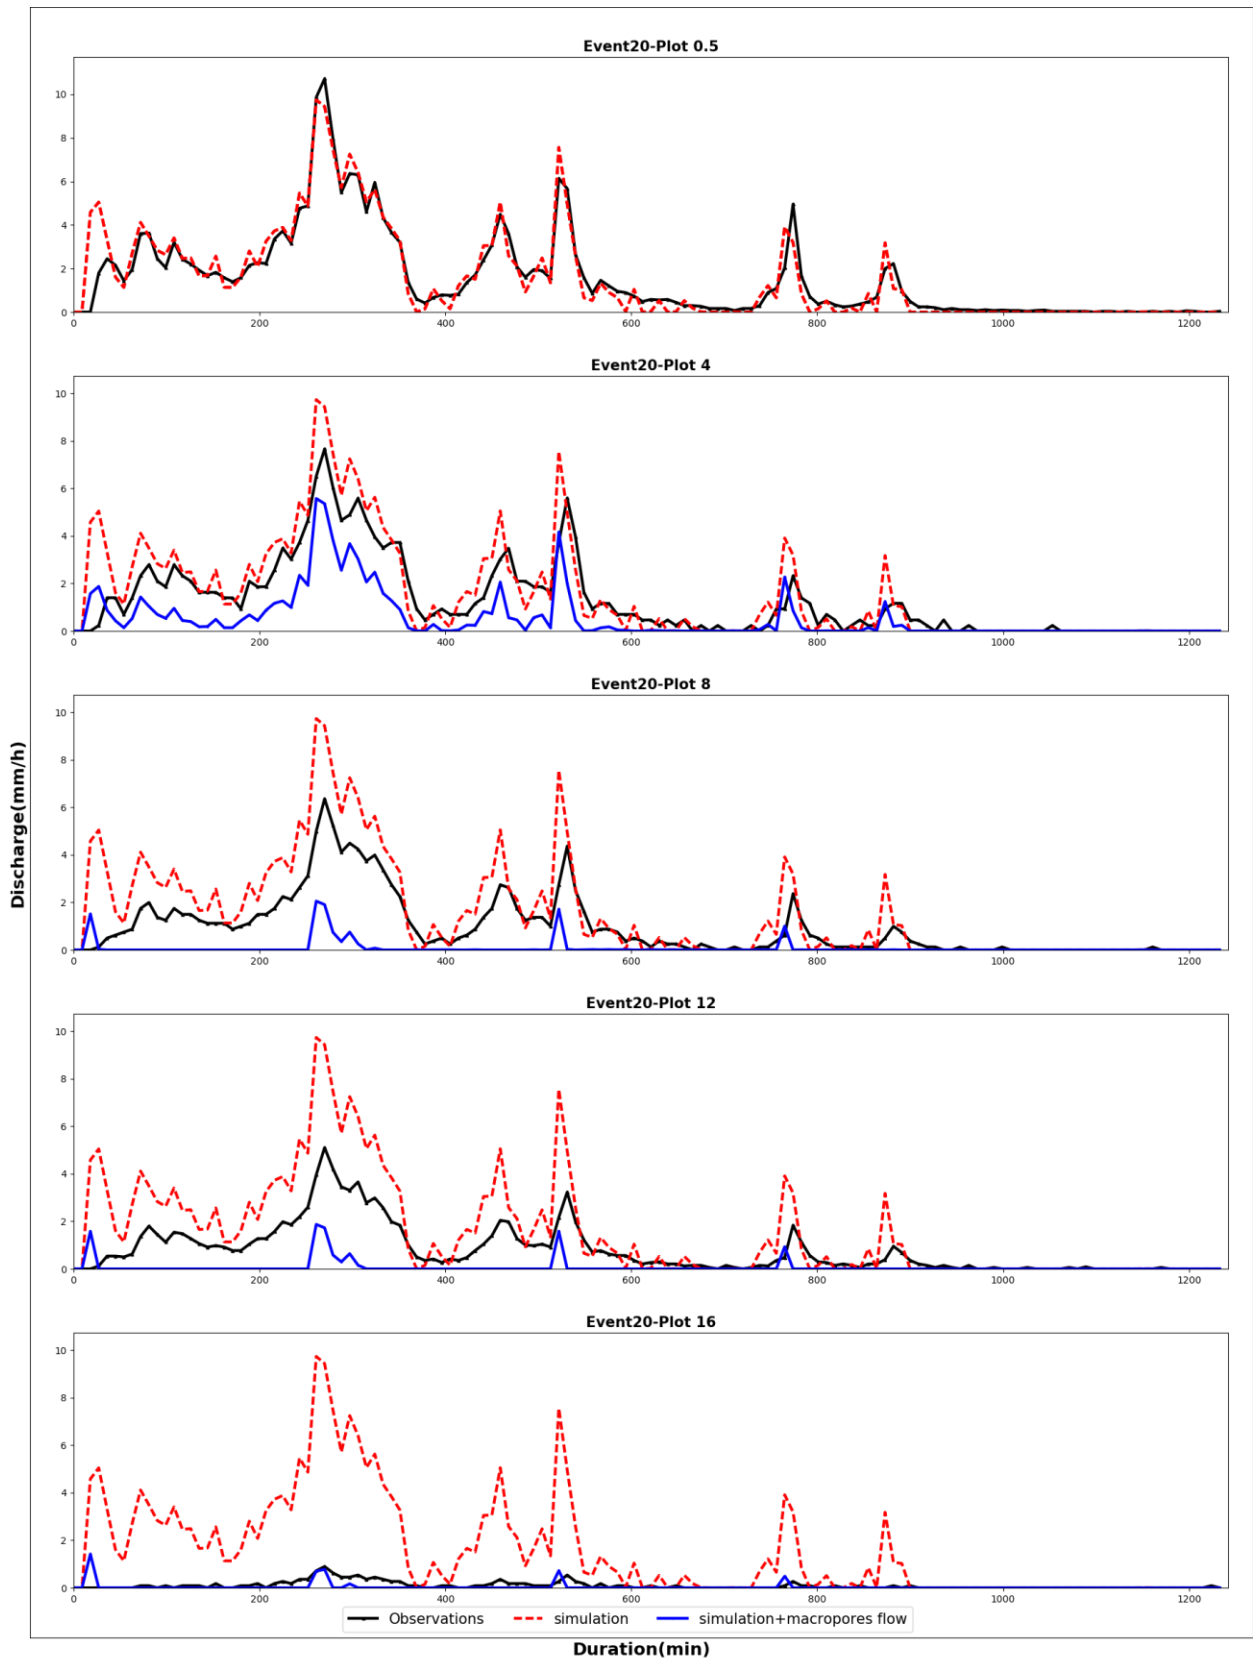 Event20-Plot 0.5
10
8
6
4
2
0
0 200 400 600 800 1000 1200
Event20-Plot 4
10
8
6
4
2
0
0 200 400 600 800 1000 1200
Event20-Plot 8
10
8
6
4
2
0
0 200 400 600 800 1000 1200
Discharge(mm/h)
Event20-Plot 12
10
8
6
4
2
0
0 200 400 600 800 1000 1200
Event20-Plot 16
10
8
6
4
2
0
0 200 400 600 800 1000 1200
Observations simulation simulation+macropores flow
Duration(min)